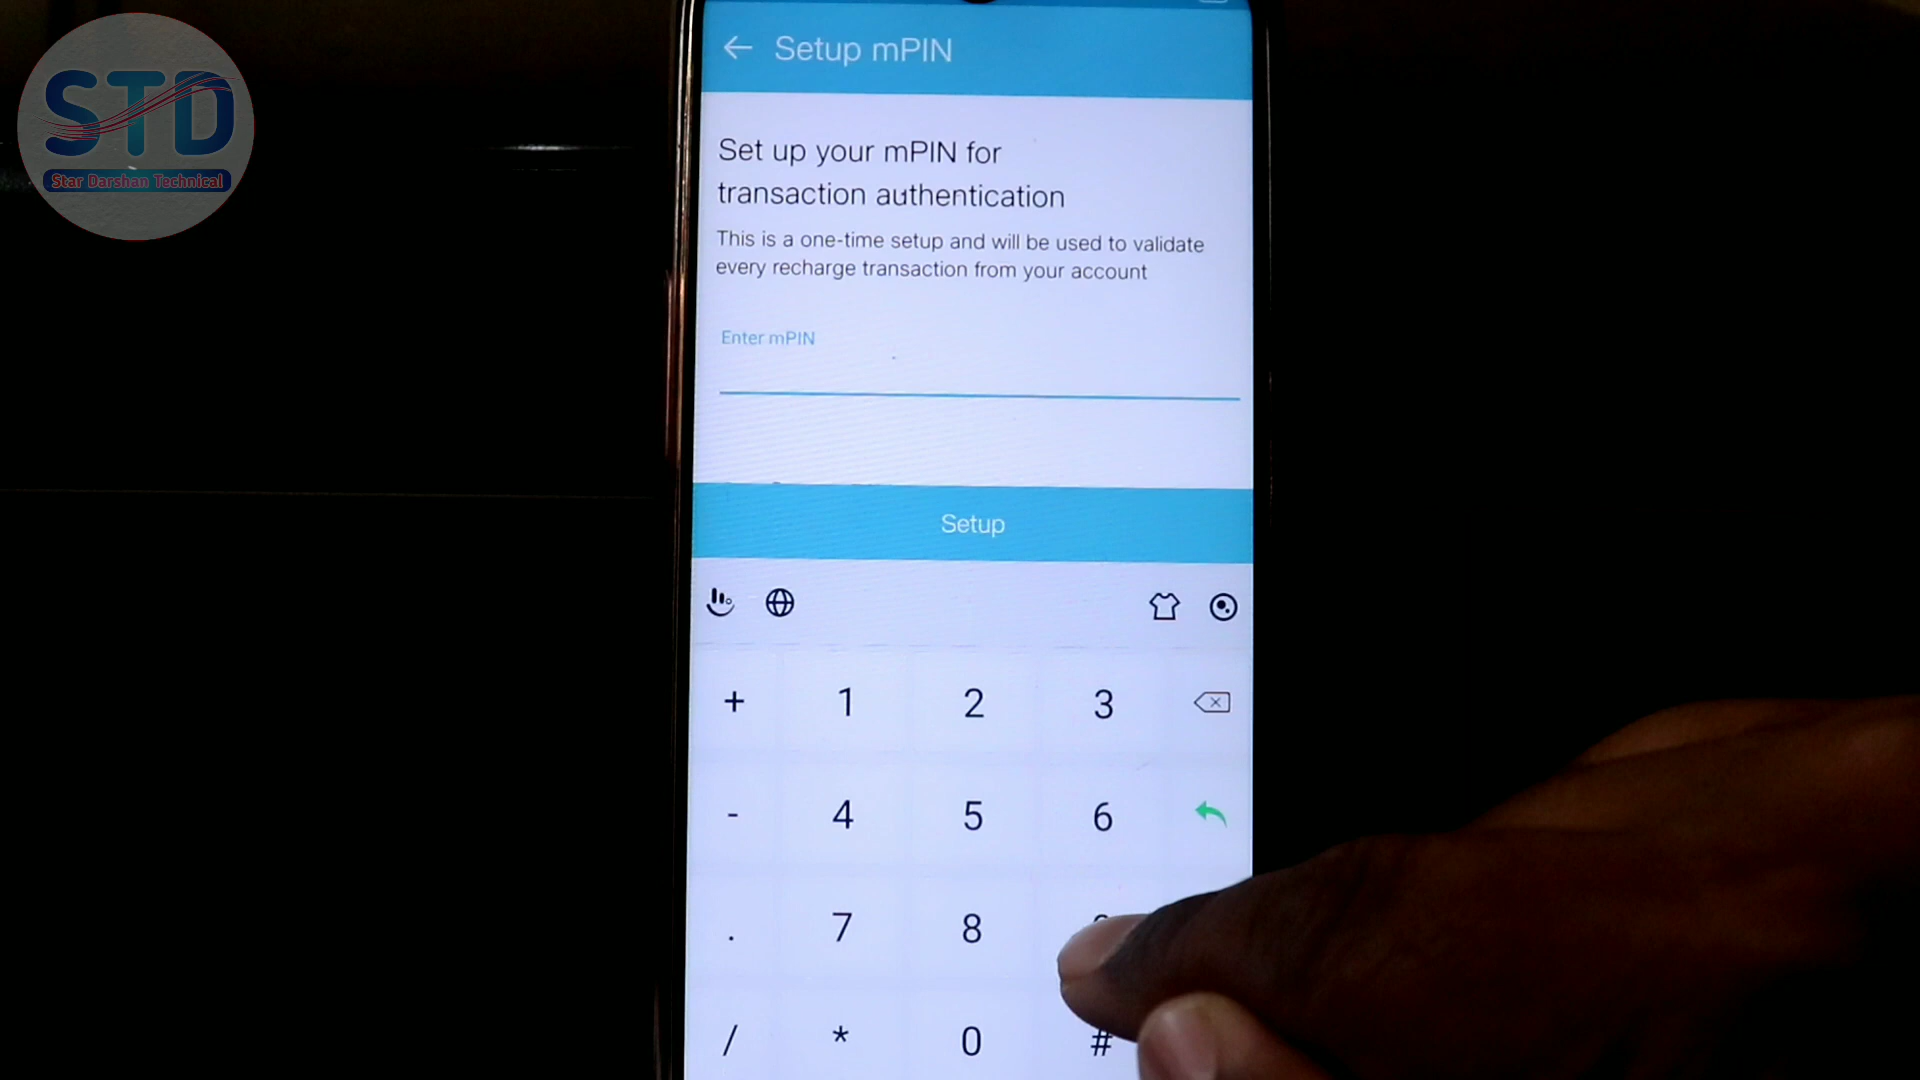 STD
Star Darshan Technical
Setup mPIN
Set up your mPIN for
transaction authentication
This is a one-time setup and will be used to validate
every recharge transaction from your account
Enter mPIN
Setup
+ 1 2 3
- 4 5 6
. 7 8
/ * 0 #